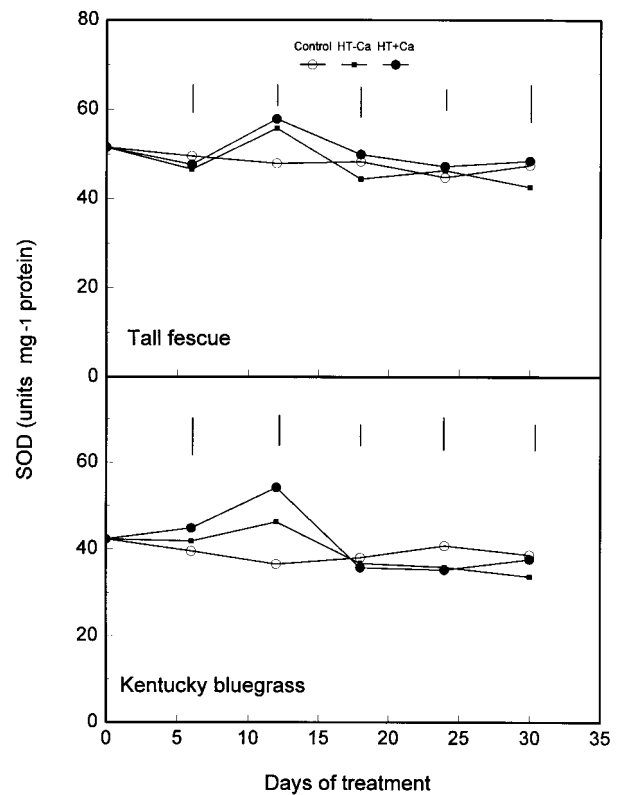 80
Control HT-Ca HT+Ca
60
40
20
Tall fescue
0
SOD (units mg -1 protein)
60
40
20
Kentucky bluegrass
0
0 5 10 15 20 25 30 35
Days of treatment